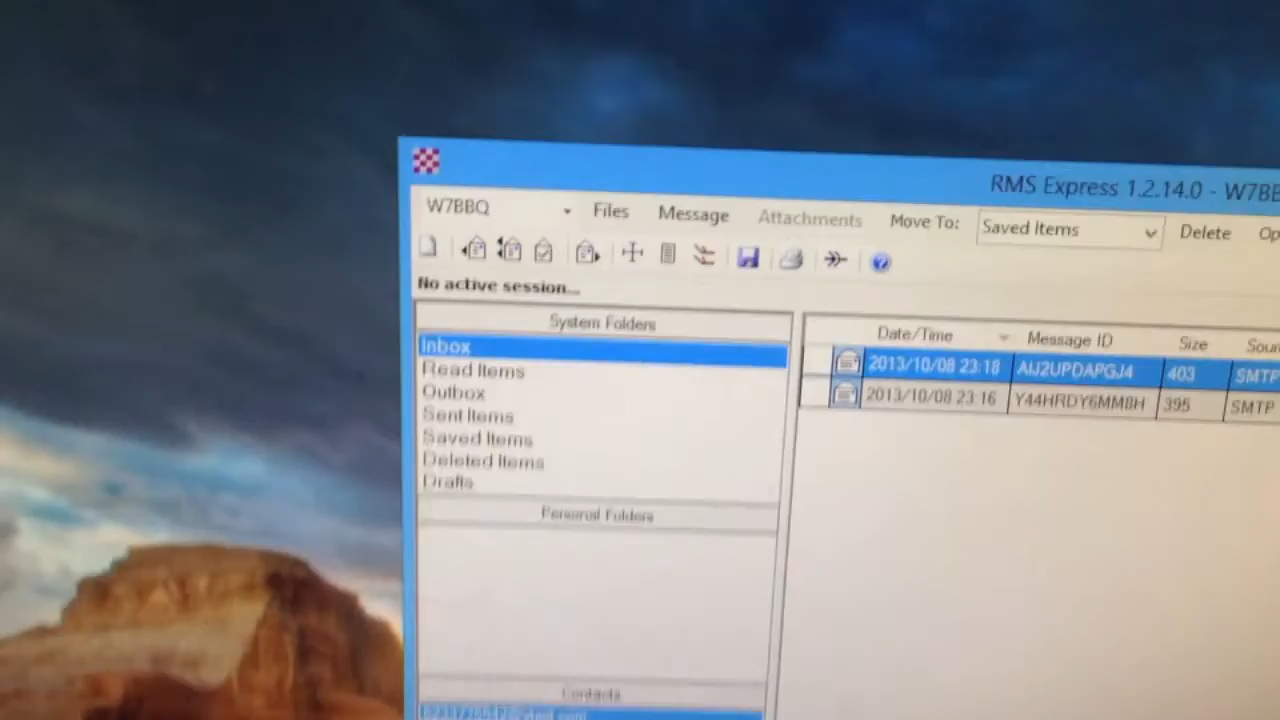 RMS Express 1.2.14.0 - W7BB
W7BBQ Files Message Attachments Move To: Saved Items Delete Op
No active session...
System Folders
Inbox
Read Items
Outbox
Sent Items
Saved Items
Deleted Items
Drafts
Personal Folders
Contacts
Date/Time Message ID Size Sour
2013/10/08 23:18 AIJ2UPDAPGJ4 403 SMTP
2013/10/08 23:16 Y44HRDY6MM8H 395 SMTP